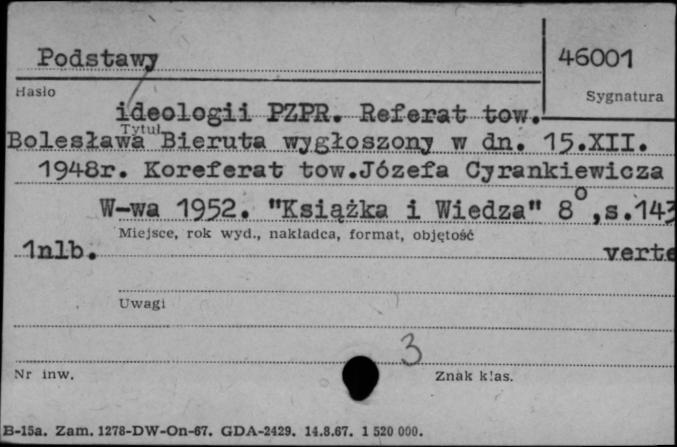 Podstawy 46001
Hasło Sygnatura
ideologii PZPR. Referat tow.
Tytuł
Bolesława Bieruta wygłoszony w dn. 15.XII.
1948r. Koreferat tow.Józefa Cyrankiewicza
W-wa 1952. "Książka i Wiedza" 8°,s.143
Miejsce, rok wyd., nakładca, format, objętość
1nlb. verte
Uwagi
3
Nr inw. Znak klas.
B-15a. Zam. 1278-DW-On-67. GDA-2429. 14.8.67. 1 520 000.